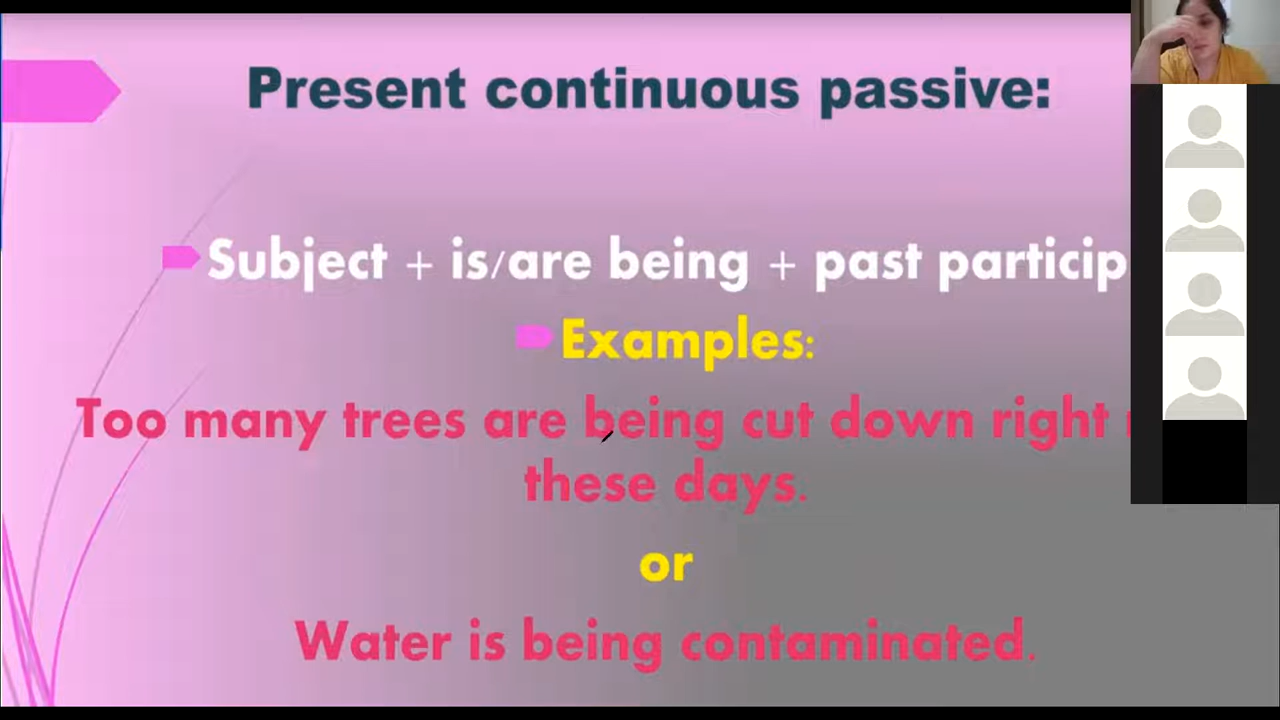 Present continuous passive:
Subject + is/are being + past particip
Examples:
Too many trees are being cut down right
these days.
or
Water is being contaminated.